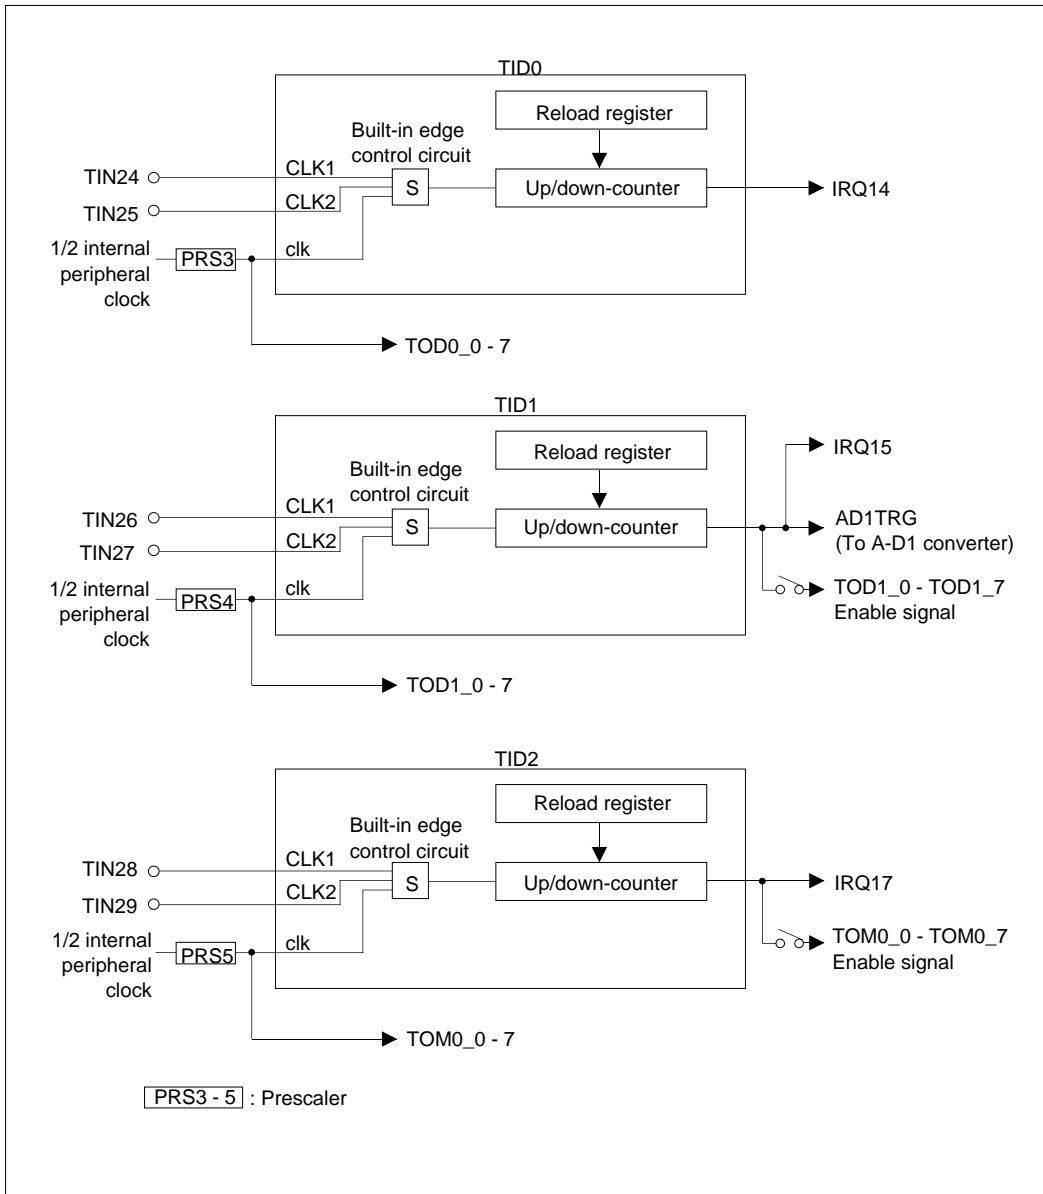 TID0
Reload register
Built-in edge
control circuit
TIN24
CLK1
S
Up/down-counter
IRQ14
TIN25
CLK2
1/2 internal
peripheral
clock
PRS3
clk
TOD0_0 - 7
TID1
Reload register
IRQ15
Built-in edge
control circuit
TIN26
CLK1
S
Up/down-counter
AD1TRG
(To A-D1 converter)
TIN27
CLK2
1/2 internal
peripheral
clock
PRS4
clk
TOD1_0 - TOD1_7
Enable signal
TOD1_0 - 7
TID2
Reload register
Built-in edge
control circuit
TIN28
CLK1
S
Up/down-counter
IRQ17
TIN29
CLK2
1/2 internal
peripheral
clock
PRS5
clk
TOM0_0 - TOM0_7
Enable signal
TOM0_0 - 7
PRS3 - 5 : Prescaler